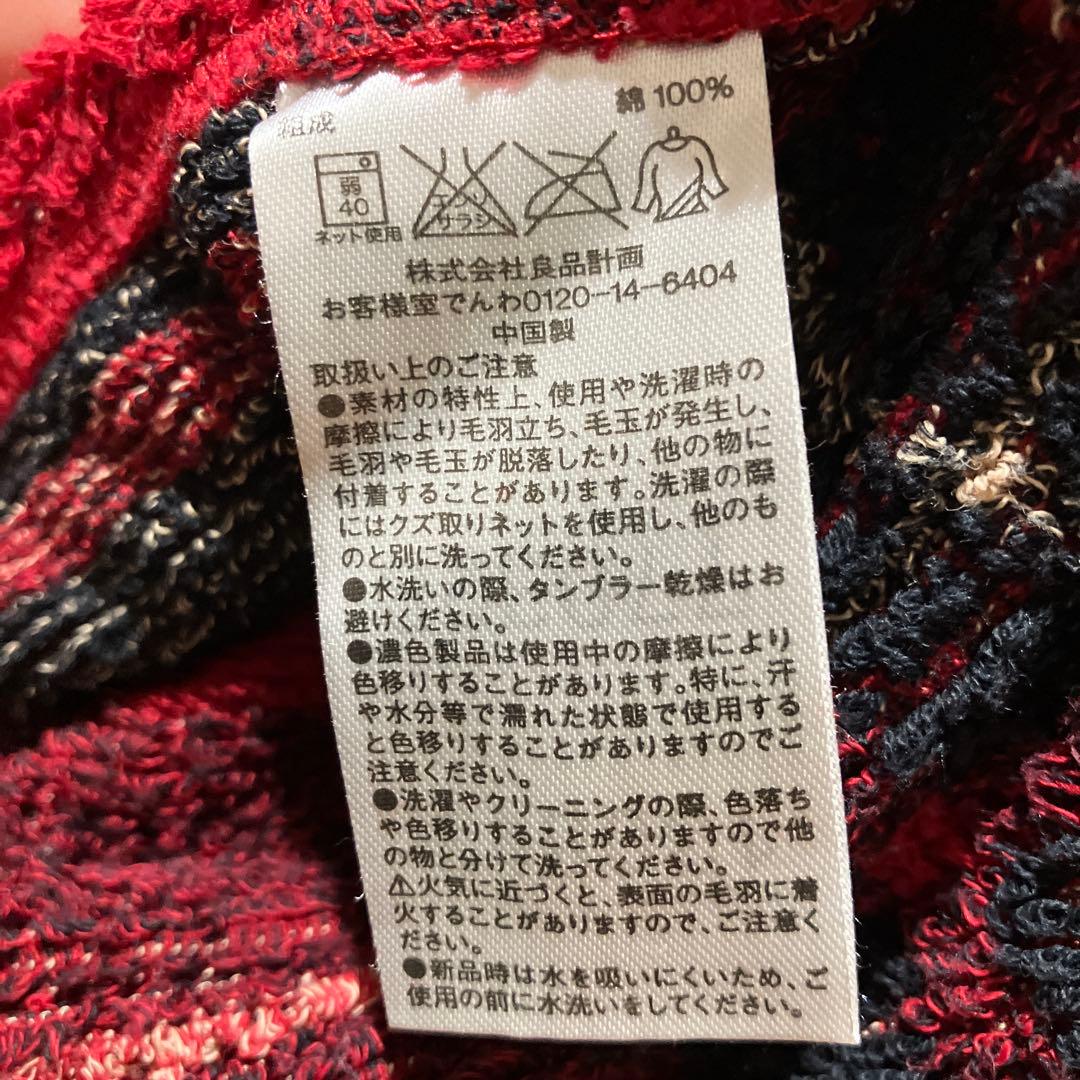 組成
綿 100%
弱
40
ネット使用
エンソ
サラシ
株式会社良品計画
お客様室でんわ0120-14-6404
中国製
取扱い上のご注意
●素材の特性上、使用や洗濯時の
摩擦により毛羽立ち、毛玉が発生し、
毛羽や毛玉が脱落したり、他の物に
付着することがあります。洗濯の際
にはクズ取りネットを使用し、他のも
のと別に洗ってください。
●水洗いの際、タンブラー乾燥はお
避けください。
●濃色製品は使用中の摩擦により
色移りすることがあります。特に、汗
や水分等で濡れた状態で使用する
と色移りすることがありますのでご
注意ください。
●洗濯やクリーニングの際、色落ち
や色移りすることがありますので他
の物と分けて洗ってください。
⚠火気に近づくと、表面の毛羽に着
火することがありますので、ご注意く
ださい。
●新品時は水を吸いにくいため、ご
使用の前に水洗いをしてください。